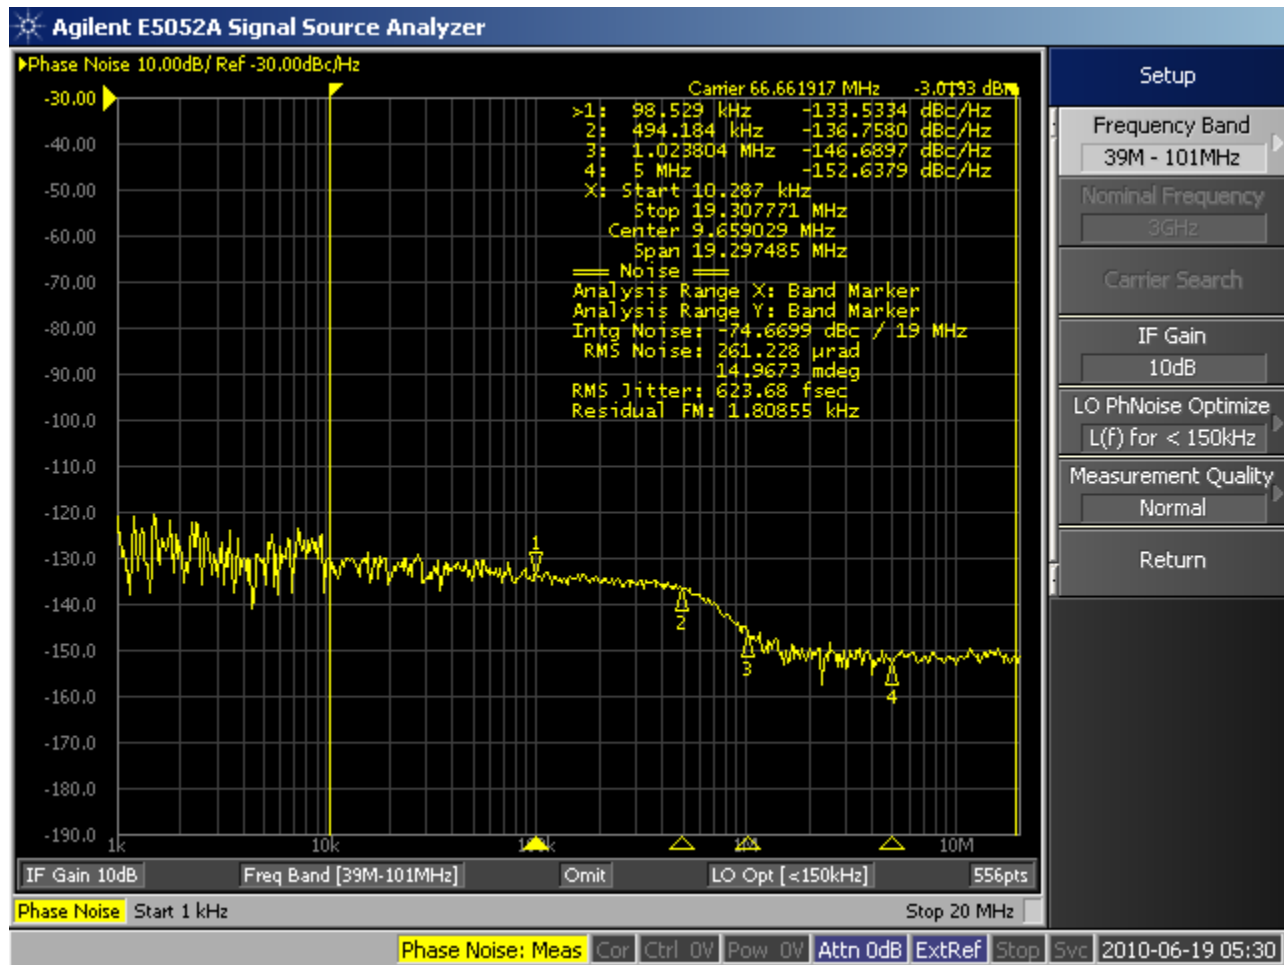 Agilent E5052A Signal Source Analyzer
▶Phase Noise 10.00dB/ Ref -30.00dBc/Hz
Carrier 66.661917 MHz -3.0193 dBm
>1: 98.529 kHz -133.5334 dBc/Hz
2: 494.184 kHz -136.7580 dBc/Hz
3: 1.023804 MHz -146.6897 dBc/Hz
4: 5 MHz -152.6379 dBc/Hz
X: Start 10.287 kHz
Stop 19.307771 MHz
Center 9.659029 MHz
Span 19.297485 MHz
=== Noise ===
Analysis Range X: Band Marker
Analysis Range Y: Band Marker
Intg Noise: -74.6699 dBc / 19 MHz
RMS Noise: 261.228 µrad
14.9673 mdeg
RMS Jitter: 623.68 fsec
Residual FM: 1.80855 kHz
-30.00
-40.00
-50.00
-60.00
-70.00
-80.00
-90.00
-100.0
-110.0
-120.0
-130.0
-140.0
-150.0
-160.0
-170.0
-180.0
-190.0
1
2
3
4
1k
10k
10M
IF Gain 10dB
Freq Band [39M-101MHz]
Omit
LO Opt [<150kHz]
556pts
Phase Noise Start 1 kHz
Stop 20 MHz
Setup
Frequency Band
39M - 101MHz
Nominal Frequency
3GHz
Carrier Search
IF Gain
10dB
LO PhNoise Optimize
L(f) for < 150kHz
Measurement Quality
Normal
Return
Phase Noise: Meas Cor Ctrl 0V Pow 0V Attn 0dB ExtRef Stop Svc 2010-06-19 05:30